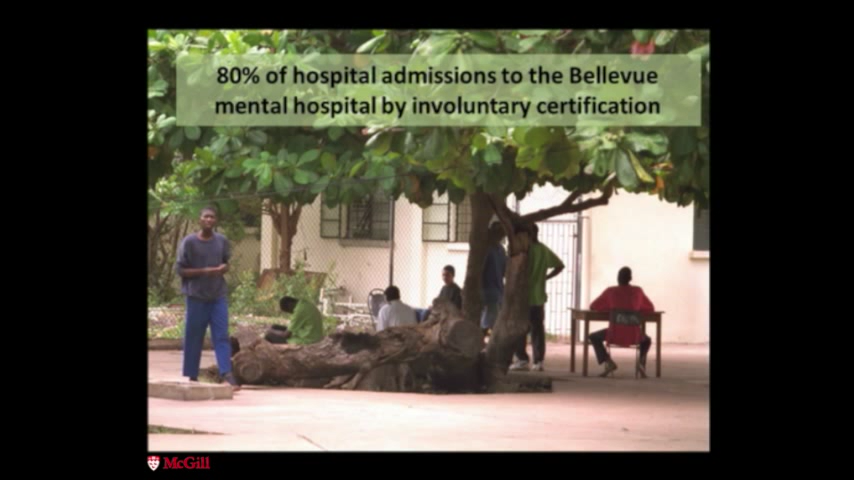 80% of hospital admissions to the Bellevue
mental hospital by involuntary certification
McGill